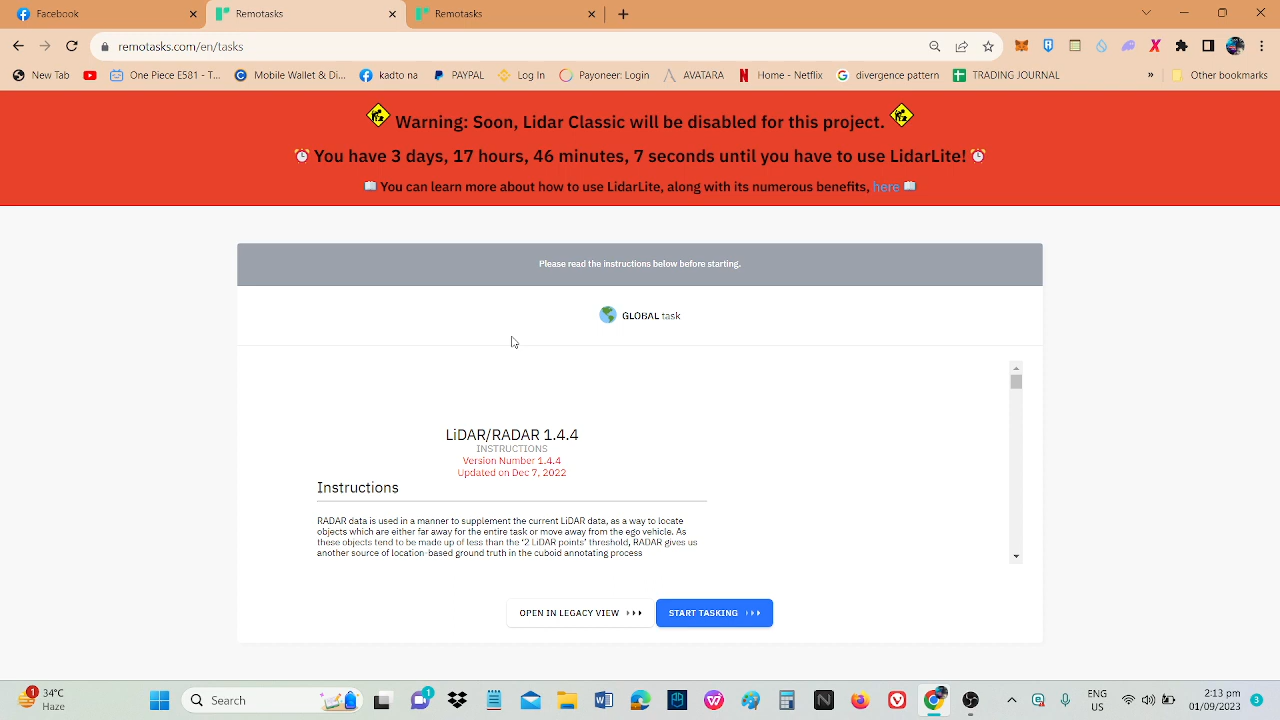 Facebook
Remotasks
Remotasks
remotasks.com/en/tasks
New Tab
One Piece E581 - T...
Mobile Wallet & Di...
kadto na
PAYPAL
Log In
Payoneer: Login
AVATARA
Home - Netflix
divergence pattern
TRADING JOURNAL
»
Other bookmarks
Warning: Soon, Lidar Classic will be disabled for this project.
You have 3 days, 17 hours, 46 minutes, 7 seconds until you have to use LidarLite!
You can learn more about how to use LidarLite, along with its numerous benefits, here
Please read the instructions below before starting.
GLOBAL task
LiDAR/RADAR 1.4.4
INSTRUCTIONS
Version Number 1.4.4
Updated on Dec 7, 2022
Instructions
RADAR data is used in a manner to supplement the current LiDAR data, as a way to locate
objects which are either far away for the entire task or move away from the ego vehicle. As
these objects tend to be made up of less than the '2 LiDAR points' threshold, RADAR gives us
another source of location-based ground truth in the cuboid annotating process
OPEN IN LEGACY VIEW
START TASKING
1
34°C
Haze
Search
1
ENG
US
2:13 pm
01/09/2023
3